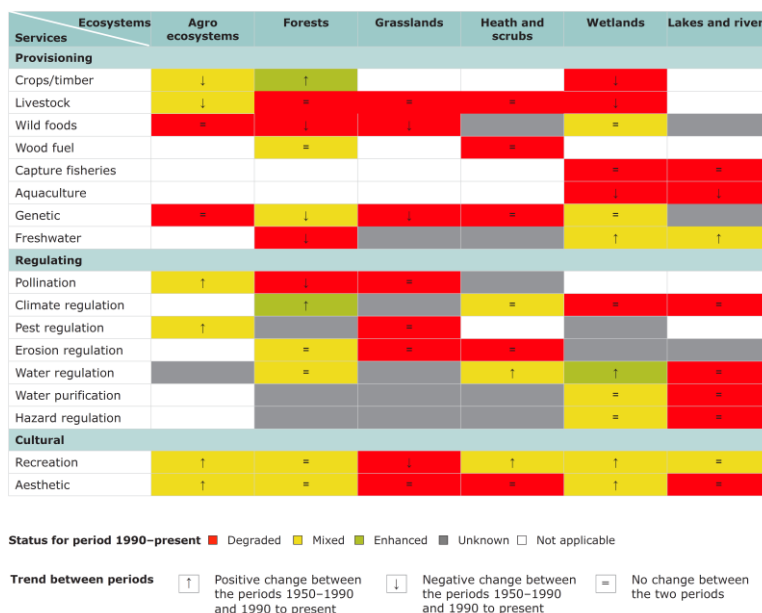 Ecosystems Agro ecosystems Forests Grasslands Heath and scrubs Wetlands Lakes and river
Services
Provisioning
Crops/timber ↓ ↑ ↓
Livestock ↓ = = = ↓
Wild foods = ↓ ↓ =
Wood fuel = =
Capture fisheries = =
Aquaculture ↓ ↓
Genetic = ↓ ↓ = =
Freshwater ↓ ↑ ↑
Regulating
Pollination ↑ ↓ =
Climate regulation ↑ = = =
Pest regulation ↑ =
Erosion regulation = = =
Water regulation = ↑ ↑ =
Water purification = =
Hazard regulation = =
Cultural
Recreation ↑ = ↓ ↑ ↑ =
Aesthetic ↑ = = = ↑ =
Status for period 1990–present Degraded Mixed Enhanced Unknown Not applicable
Trend between periods ↑ Positive change between the periods 1950–1990 and 1990 to present ↓ Negative change between the periods 1950–1990 and 1990 to present = No change between the two periods